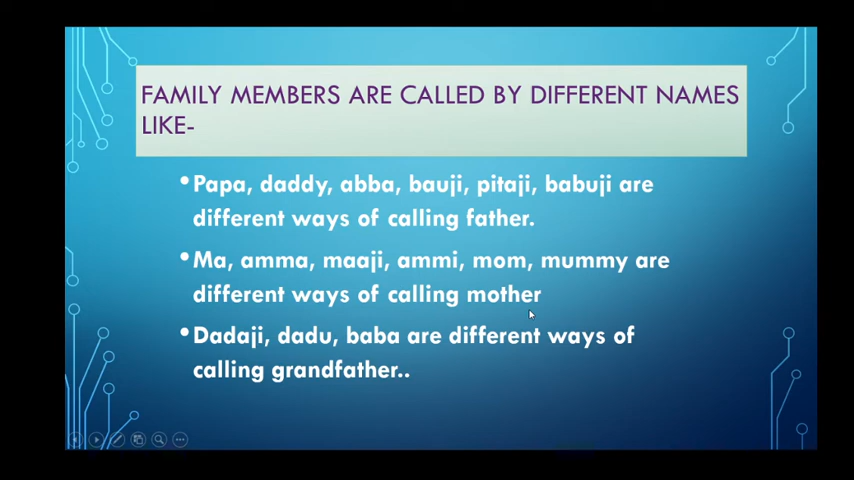 FAMILY MEMBERS ARE CALLED BY DIFFERENT NAMES
LIKE-
•Papa, daddy, abba, bauji, pitaji, babuji are
different ways of calling father.
•Ma, amma, maaji, ammi, mom, mummy are
different ways of calling mother
•Dadaji, dadu, baba are different ways of
calling grandfather..